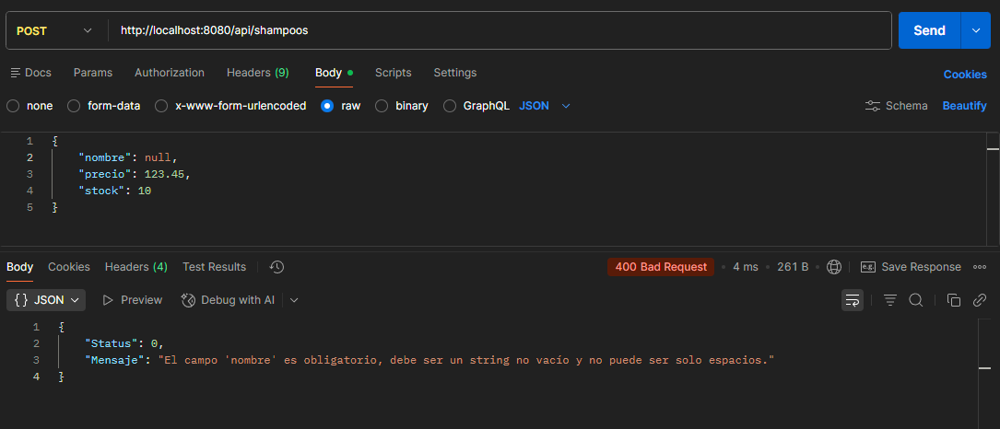 POST http://localhost:8080/api/shampoos Send
Docs Params Authorization Headers (9) Body Scripts Settings Cookies
none form-data x-www-form-urlencoded raw binary GraphQL JSON Schema Beautify
1 {
2 "nombre": null,
3 "precio": 123.45,
4 "stock": 10
5 }
Body Cookies Headers (4) Test Results 400 Bad Request • 4 ms • 261 B e.g. Save Response
{} JSON Preview Debug with AI
1 {
2 "Status": 0,
3 "Mensaje": "El campo 'nombre' es obligatorio, debe ser un string no vacío y no puede ser solo espacios."
4 }